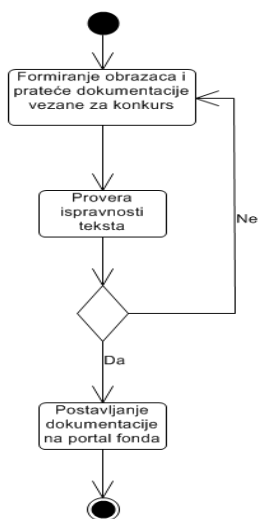 Formiranje obrazaca i
prateće dokumentacije
vezane za konkurs
Provera
ispravnosti
teksta
Ne
Da
Postavljanje
dokumentacije
na portal fonda